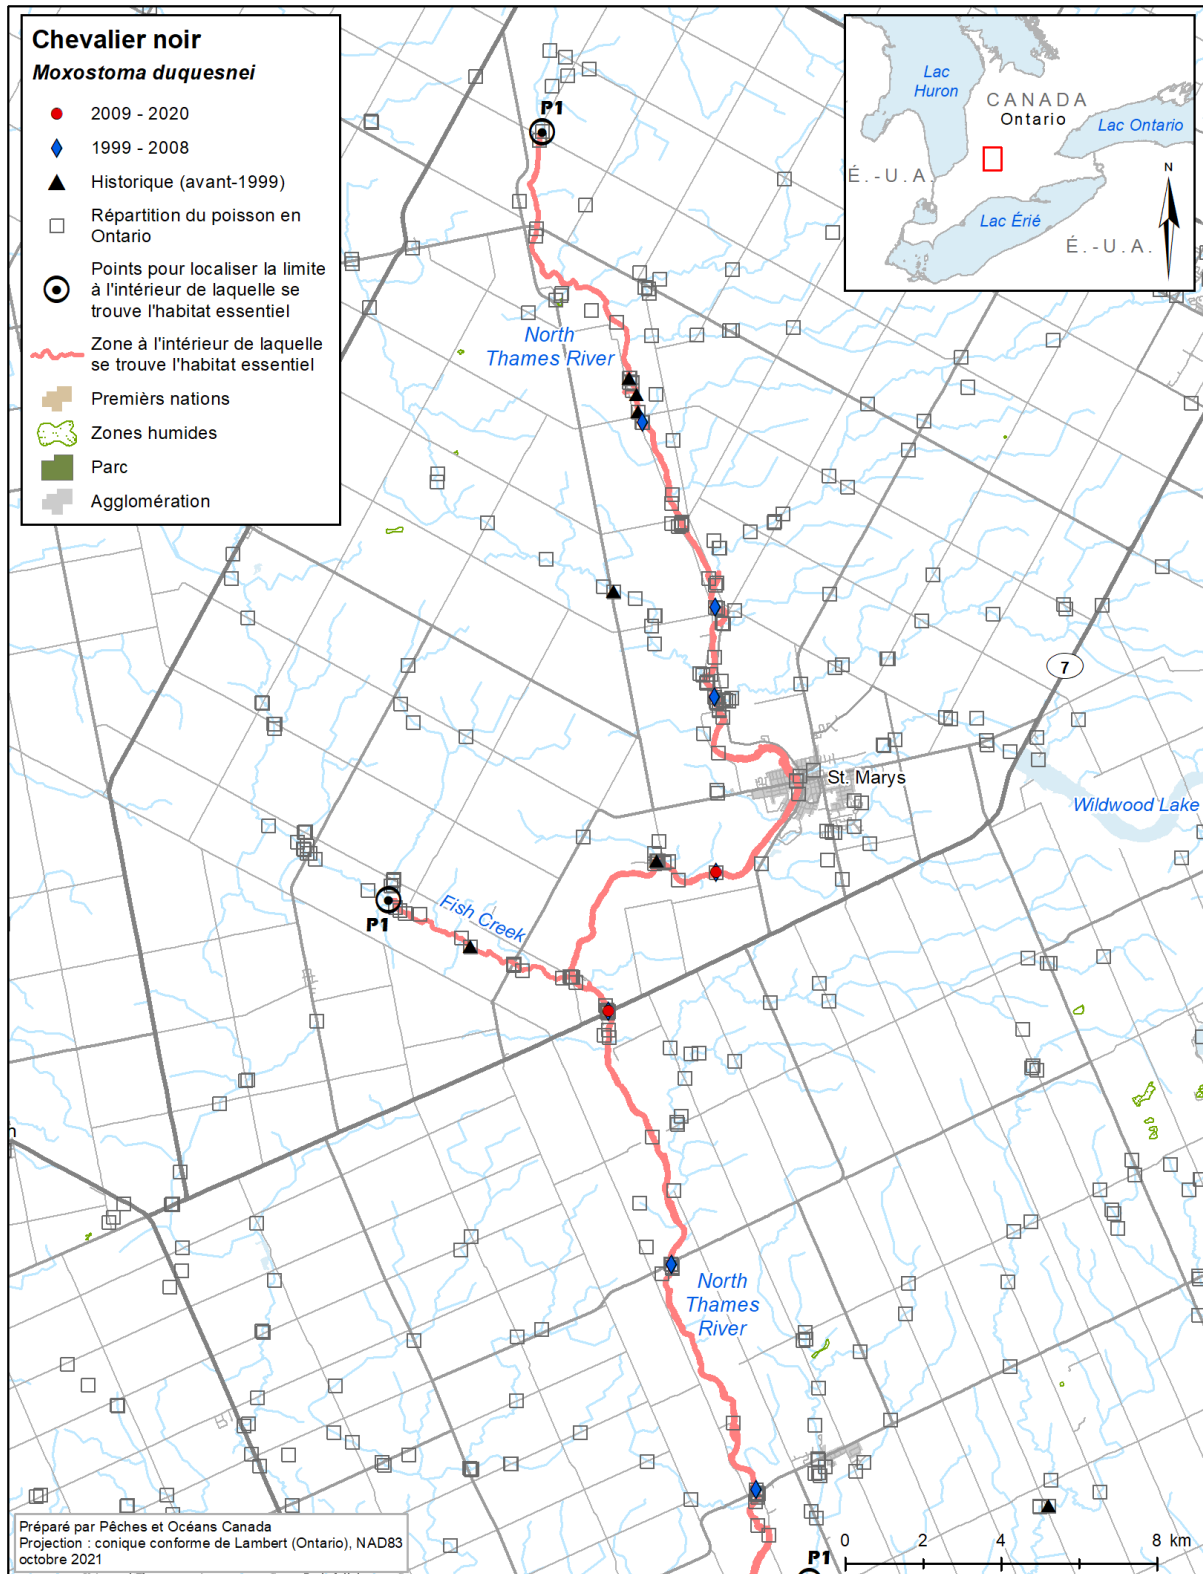 Chevalier noir
Moxostoma duquesnei
2009 - 2020
1999 - 2008
Historique (avant-1999)
Répartition du poisson en
Ontario
Points pour localiser la limite
à l'intérieur de laquelle se
trouve l'habitat essentiel
Zone à l'intérieur de laquelle
se trouve l'habitat essentiel
Premièrs nations
Zones humides
Parc
Agglomération
Lac
Huron
CANADA
Ontario
Lac Ontario
É.-U.A.
Lac Érié
É.-U.A.
N
P1
North
Thames River
7
St. Marys
Wildwood Lake
Fish Creek
P1
n
North
Thames
River
P1
Préparé par Pêches et Océans Canada
Projection : conique conforme de Lambert (Ontario), NAD83
octobre 2021
0 2 4 8 km